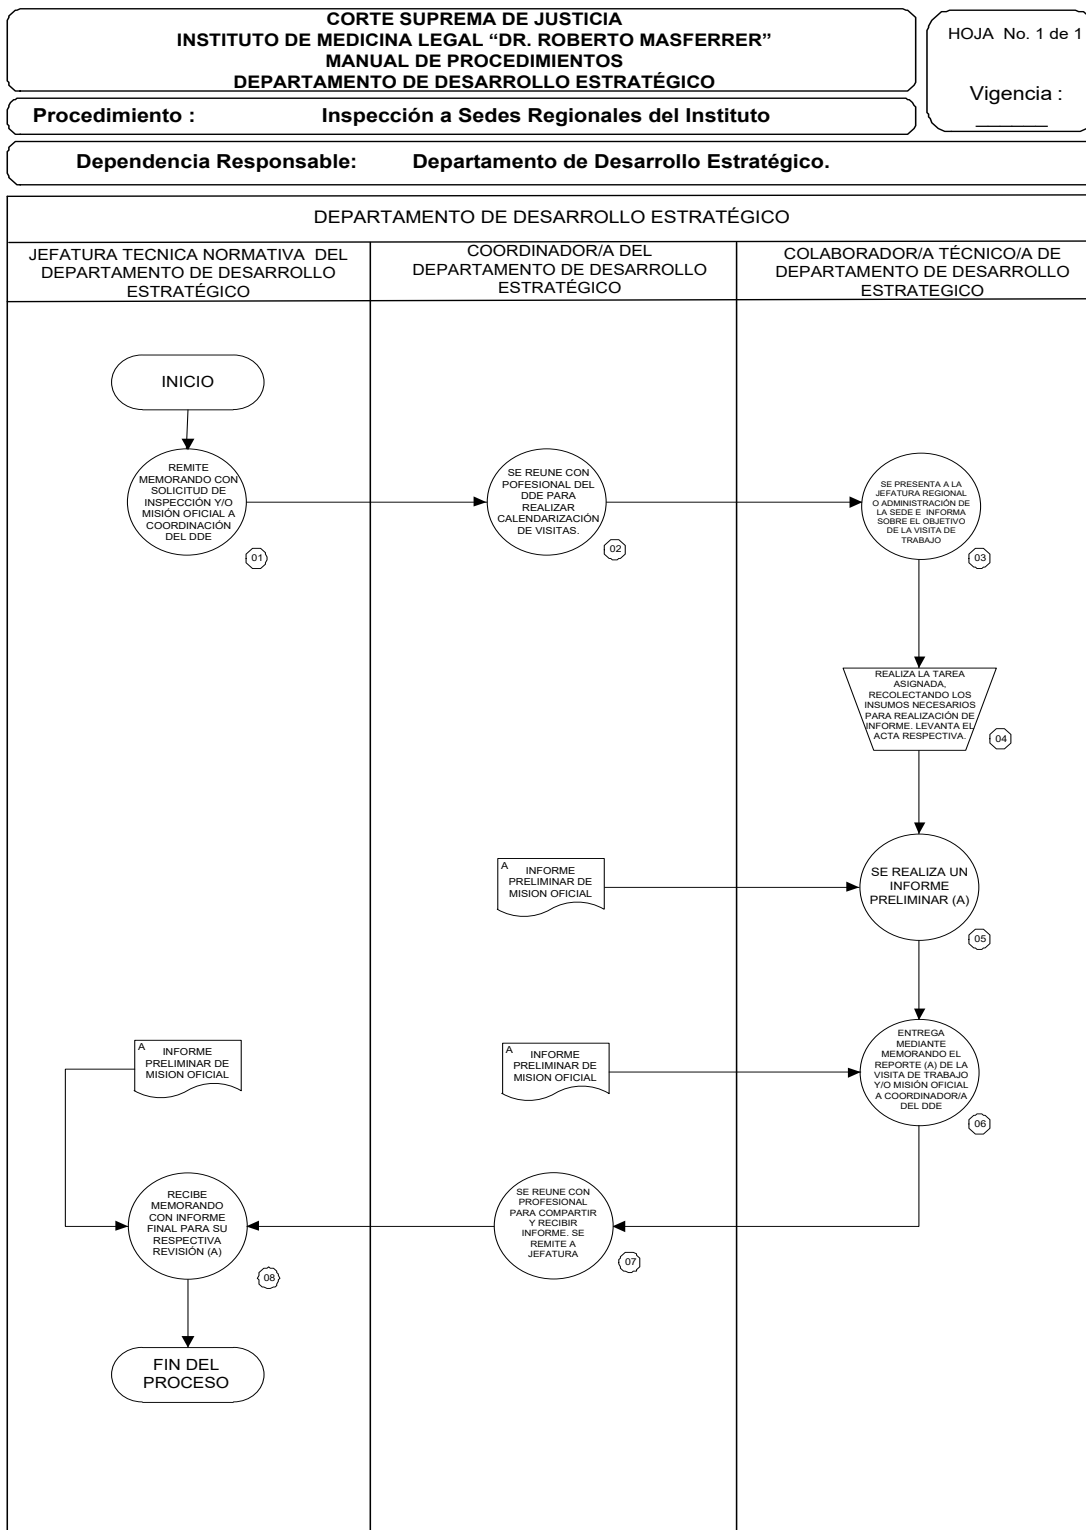 CORTE SUPREMA DE JUSTICIA
INSTITUTO DE MEDICINA LEGAL “DR. ROBERTO MASFERRER”
MANUAL DE PROCEDIMIENTOS
DEPARTAMENTO DE DESARROLLO ESTRATÉGICO
HOJA No. 1 de 1
Vigencia :
Procedimiento : Inspección a Sedes Regionales del Instituto
Dependencia Responsable: Departamento de Desarrollo Estratégico.
DEPARTAMENTO DE DESARROLLO ESTRATÉGICO
JEFATURA TECNICA NORMATIVA DEL
DEPARTAMENTO DE DESARROLLO
ESTRATÉGICO
COORDINADOR/A DEL
DEPARTAMENTO DE DESARROLLO
ESTRATÉGICO
COLABORADOR/A TÉCNICO/A DE
DEPARTAMENTO DE DESARROLLO
ESTRATEGICO
INICIO
REMITE
MEMORANDO CON
SOLICITUD DE
INSPECCIÓN Y/O
MISIÓN OFICIAL A
COORDINACIÓN
DEL DDE
01
SE REUNE CON
POFESIONAL DEL
DDE PARA
REALIZAR
CALENDARIZACIÓN
DE VISITAS.
02
SE PRESENTA A LA
JEFATURA REGIONAL
O ADMINISTRACIÓN DE
LA SEDE E INFORMA
SOBRE EL OBJETIVO
DE LA VISITA DE
TRABAJO
03
REALIZA LA TAREA
ASIGNADA,
RECOLECTANDO LOS
INSUMOS NECESARIOS
PARA REALIZACIÓN DE
INFORME. LEVANTA EL
ACTA RESPECTIVA.
04
A
INFORME
PRELIMINAR DE
MISION OFICIAL
SE REALIZA UN
INFORME
PRELIMINAR (A)
05
A
INFORME
PRELIMINAR DE
MISION OFICIAL
A
INFORME
PRELIMINAR DE
MISION OFICIAL
ENTREGA
MEDIANTE
MEMORANDO EL
REPORTE (A) DE LA
VISITA DE TRABAJO
Y/O MISIÓN OFICIAL
A COORDINADOR/A
DEL DDE
06
RECIBE
MEMORANDO
CON INFORME
FINAL PARA SU
RESPECTIVA
REVISIÓN (A)
08
SE REUNE CON
PROFESIONAL
PARA COMPARTIR
Y RECIBIR
INFORME. SE
REMITE A
JEFATURA
07
FIN DEL
PROCESO